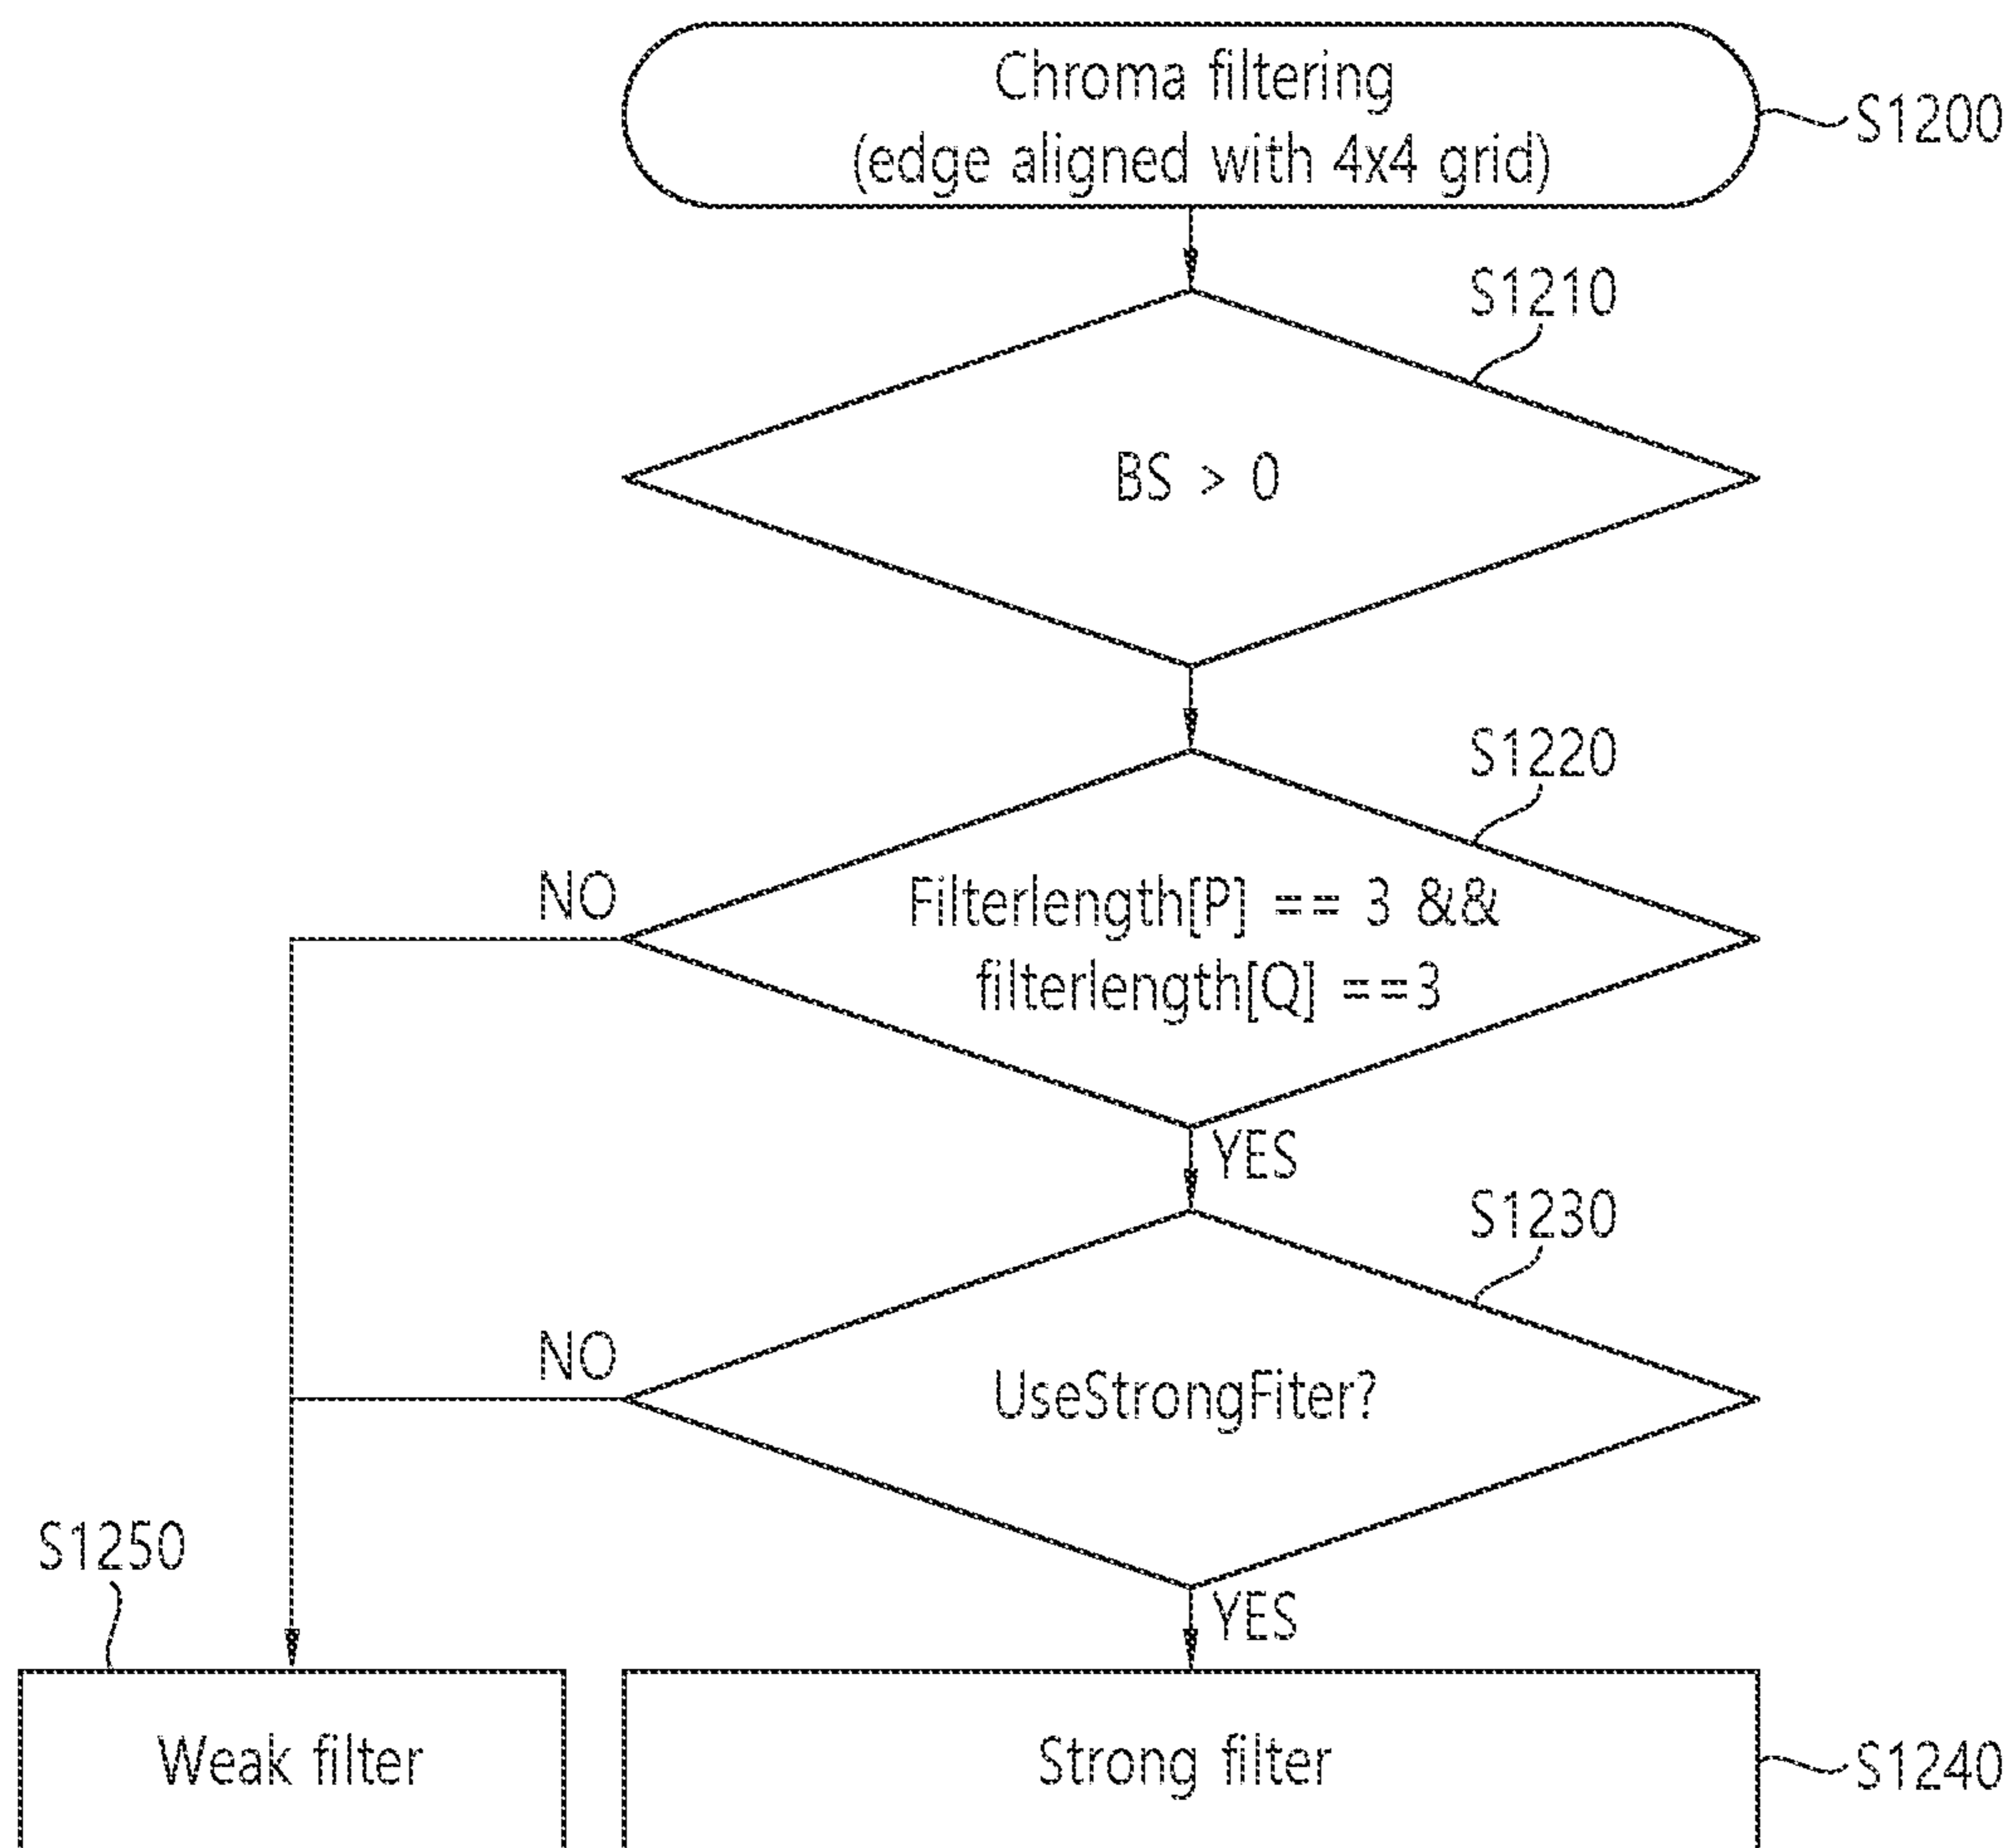 Chroma filtering
(edge aligned with 4x4 grid)
S1200
S1210
BS > 0
S1220
NO
Filterlength[P] == 3 &&
filterlength[Q] ==3
YES
S1230
NO
UseStrongFiter?
S1250
YES
Weak filter
Strong filter
S1240